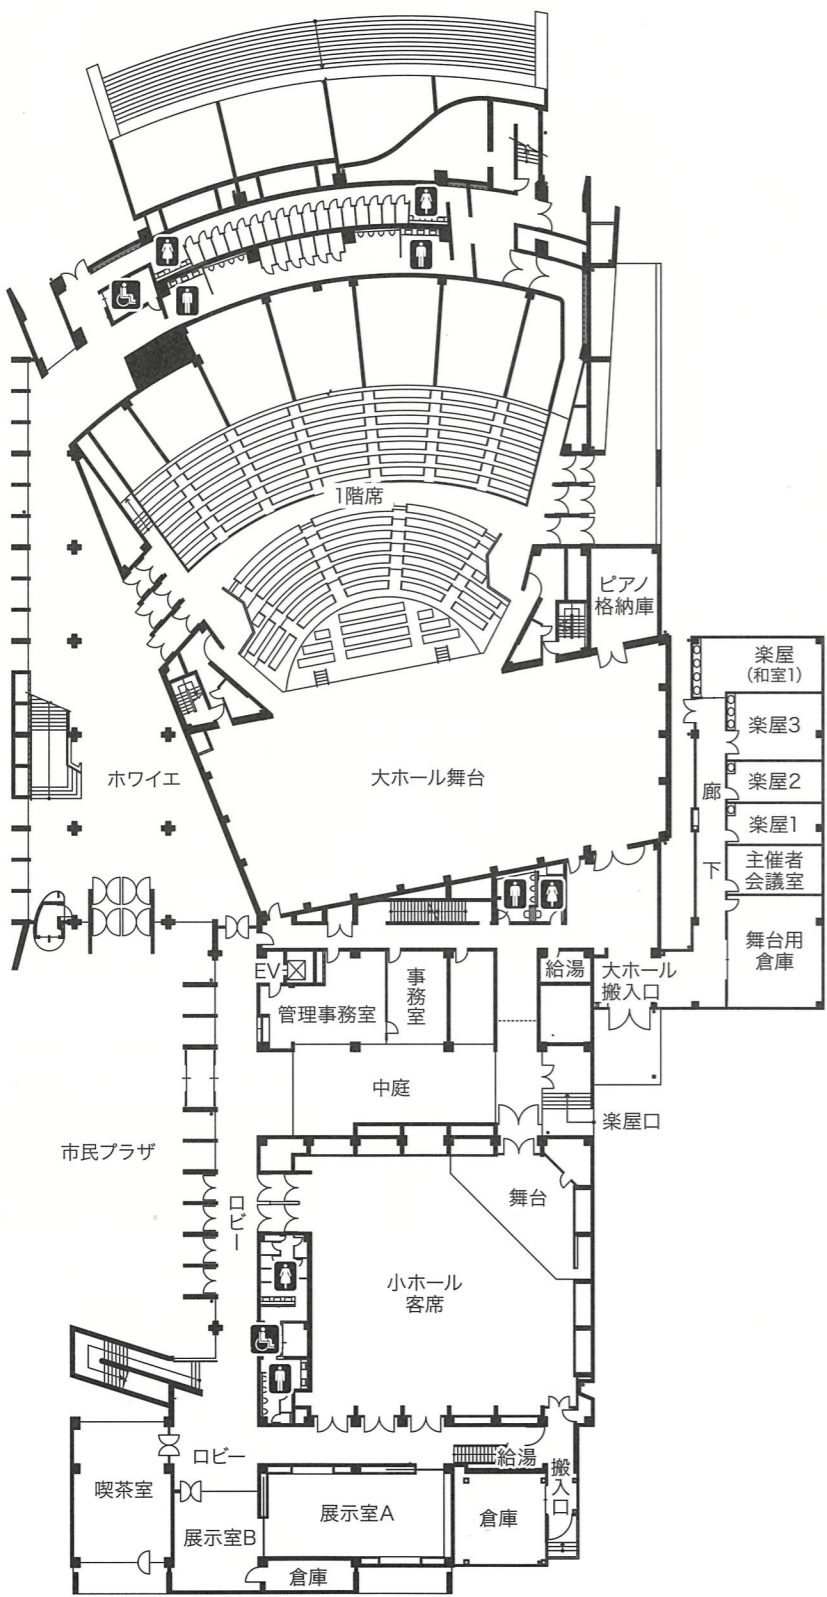 1階席
ピアノ
格納庫
楽屋
(和室1)
楽屋3
楽屋2
楽屋1
廊下
主催者
会議室
舞台用
倉庫
ホワイエ
大ホール舞台
EV
管理事務室
事務室
給湯
大ホール
搬入口
中庭
楽屋口
市民プラザ
ロビー
舞台
小ホール
客席
ロビー
給湯
搬入口
喫茶室
展示室B
展示室A
倉庫
倉庫